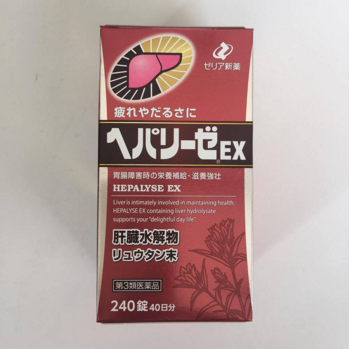 ゼリア新薬
疲れやだるさに
ヘパリーゼEX
胃腸障害時の栄養補給・滋養強壮
HEPALYSE EX
Liver is intimately involved in maintaining health.
HEPALYSE EX containing liver hydrolysate
supports your "delightful day life".
肝臓水解物
リュウタン末
第3類医薬品
240錠 40日分